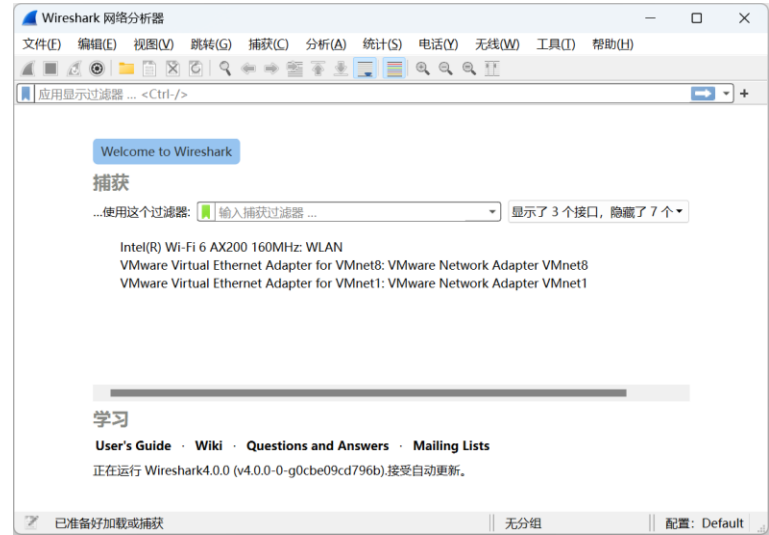 Wireshark 网络分析器
文件(F) 编辑(E) 视图(V) 跳转(G) 捕获(C) 分析(A) 统计(S) 电话(Y) 无线(W) 工具(T) 帮助(H)
应用显示过滤器 ... <Ctrl-/>
Welcome to Wireshark
捕获
...使用这个过滤器: 输入捕获过滤器 ... 显示了 3 个接口, 隐藏了 7 个
Intel(R) Wi-Fi 6 AX200 160MHz: WLAN
VMware Virtual Ethernet Adapter for VMnet8: VMware Network Adapter VMnet8
VMware Virtual Ethernet Adapter for VMnet1: VMware Network Adapter VMnet1
学习
User's Guide · Wiki · Questions and Answers · Mailing Lists
正在运行 Wireshark4.0.0 (v4.0.0-0-g0cbe09cd796b).接受自动更新。
已准备好加载或捕获 无分组 配置: Default